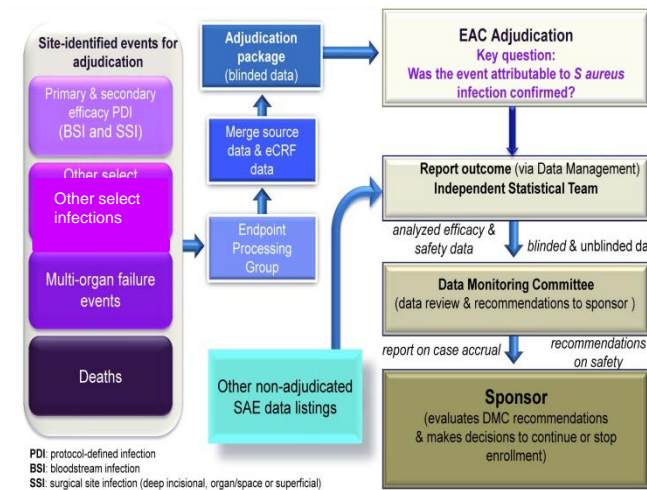 Site-identified events for
adjudication
Primary & secondary
efficacy PDI
(BSI and SSI)
Other select
Other select
infections
Multi-organ failure
events
Deaths
Adjudication
package
(blinded data)
Merge source
data & eCRF
data
Endpoint
Processing
Group
Other non-adjudicated
SAE data listings
EAC Adjudication
Key question:
Was the event attributable to S aureus
infection confirmed?
Report outcome (via Data Management)
Independent Statistical Team
analyzed efficacy &
safety data
blinded & unblinded da
Data Monitoring Committee
(data review & recommendations to sponsor )
report on case accrual
recommendations
on safety
Sponsor
(evaluates DMC recommendations
& makes decisions to continue or stop
enrollment)
PDI: protocol-defined infection
BSI: bloodstream infection
SSI: surgical site infection (deep incisional, organ/space or superficial)